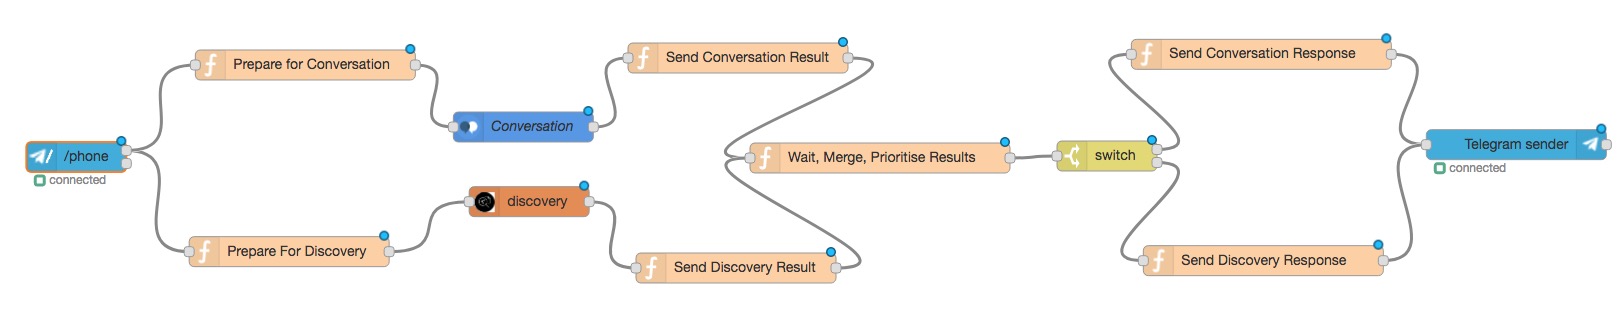 Prepare for Conversation
Send Conversation Result
Send Conversation Response
Conversation
/phone
connected
Wait, Merge, Prioritise Results
switch
Telegram sender
connected
discovery
Prepare For Discovery
Send Discovery Result
Send Discovery Response